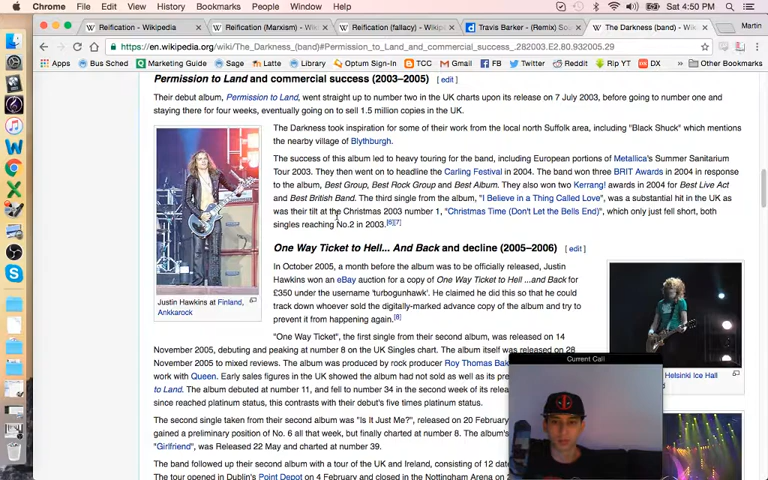 Chrome File Edit View History Bookmarks People Window Help Sat 4:50 PM
Reification - Wikipedia Reification (Marxism) - W Reification (fallacy) - Wikip Travis Barker - (Remix) So The Darkness (band) - Wik Martin
https://en.wikipedia.org/wiki/The_Darkness_(band)#Permission_to_Land_and_commercial_success_.282003.E2.80.932005.29
Apps Bus Sched Marketing Guide Sage Latte Library Optum Sign-In TCC Gmail FB Twitter Reddit Rip YT DX Other Bookmarks
Permission to Land and commercial success (2003–2005) [ edit ]
Their debut album, Permission to Land, went straight up to number two in the UK charts upon its release on 7 July 2003, before going to number one and
staying there for four weeks, eventually going on to sell 1.5 million copies in the UK.
The Darkness took inspiration for some of their work from the local north Suffolk area, including "Black Shuck" which mentions
the nearby village of Blythburgh.
The success of this album led to heavy touring for the band, including European portions of Metallica's Summer Sanitarium
Tour 2003. They then went on to headline the Carling Festival in 2004. The band won three BRIT Awards in 2004 in response
to the album, Best Group, Best Rock Group and Best Album. They also won two Kerrang! awards in 2004 for Best Live Act
and Best British Band. The third single from the album, "I Believe in a Thing Called Love", was a substantial hit in the UK as
was their tilt at the Christmas 2003 number 1, "Christmas Time (Don't Let the Bells End)", which only just fell short, both
singles reaching No.2 in 2003.[6][7]
Justin Hawkins at Finland,
Ankkarock
One Way Ticket to Hell... And Back and decline (2005–2006) [ edit ]
In October 2005, a month before the album was to be officially released, Justin
Hawkins won an eBay auction for a copy of One Way Ticket to Hell ...and Back for
£350 under the username 'turbogunhawk'. He claimed he did this so that he could
track down whoever sold the digitally-marked advance copy of the album and try to
prevent it from happening again.[8]
"One Way Ticket", the first single from their second album, was released on 14
November 2005, debuting and peaking at number 8 on the UK Singles chart. The album itself was released on 28
November 2005 to mixed reviews. The album was produced by rock producer Roy Thomas Bak
work with Queen. Early sales figures in the UK showed the album had not sold as well as its pre
to Land. The album debuted at number 11, and fell to number 34 in the second week of its relea
since reached platinum status, this contrasts with their debut's five times platinum status.
The second single taken from their second album was "Is It Just Me?", released on 20 February
gained a preliminary position of No. 6 all that week, but finally charted at number 8. The album's
"Girlfriend", was Released 22 May and charted at number 39.
The band followed up their second album with a tour of the UK and Ireland, consisting of 12 date
The tour opened in Dublin's Point Depot on 4 February and closed in the Nottingham Arena on 2
Helsinki Ice Hall
Current Call